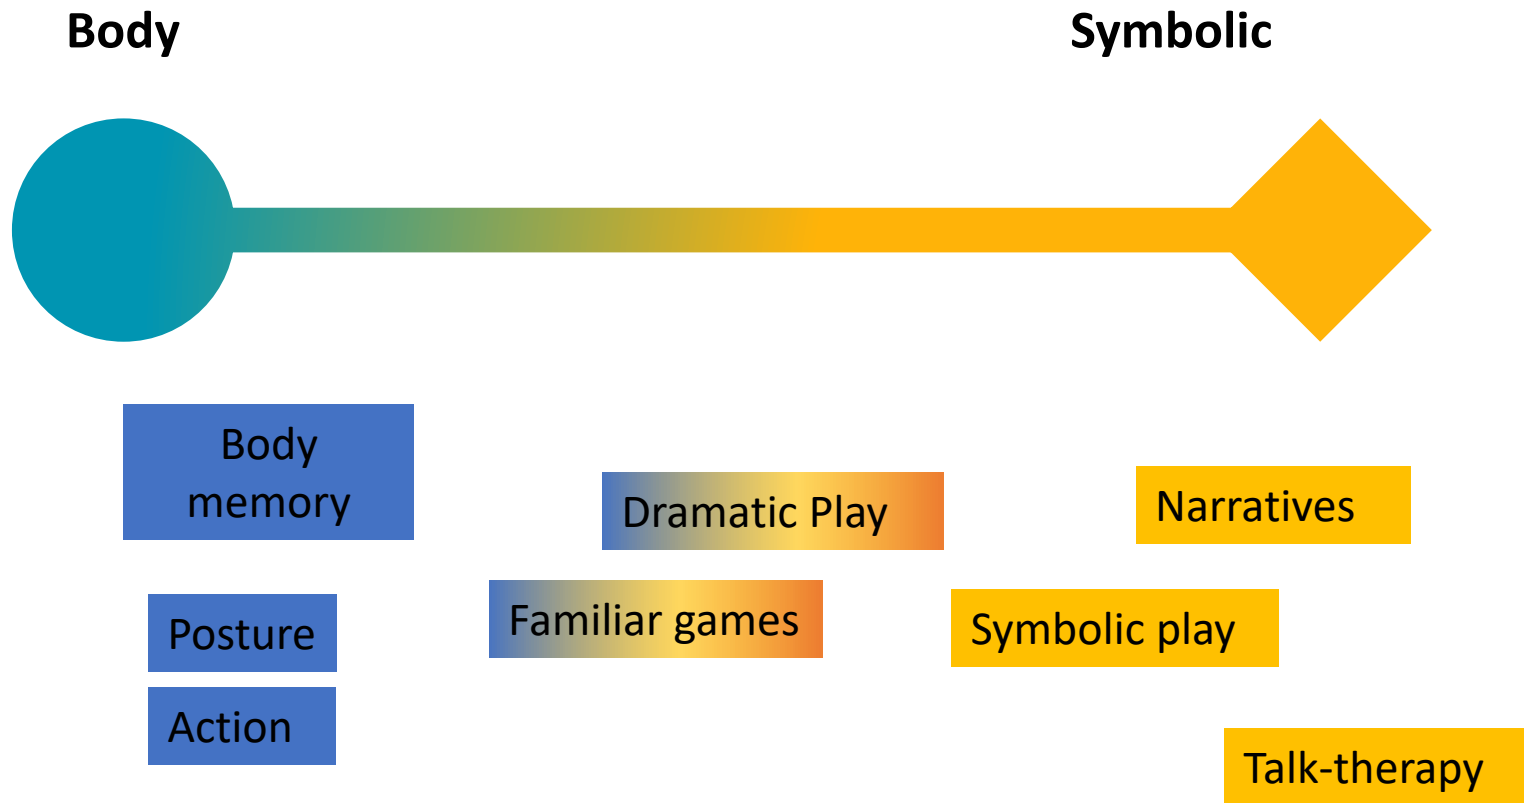 Body
Symbolic
Body
memory
Dramatic Play
Narratives
Familiar games
Symbolic play
Posture
Action
Talk-therapy